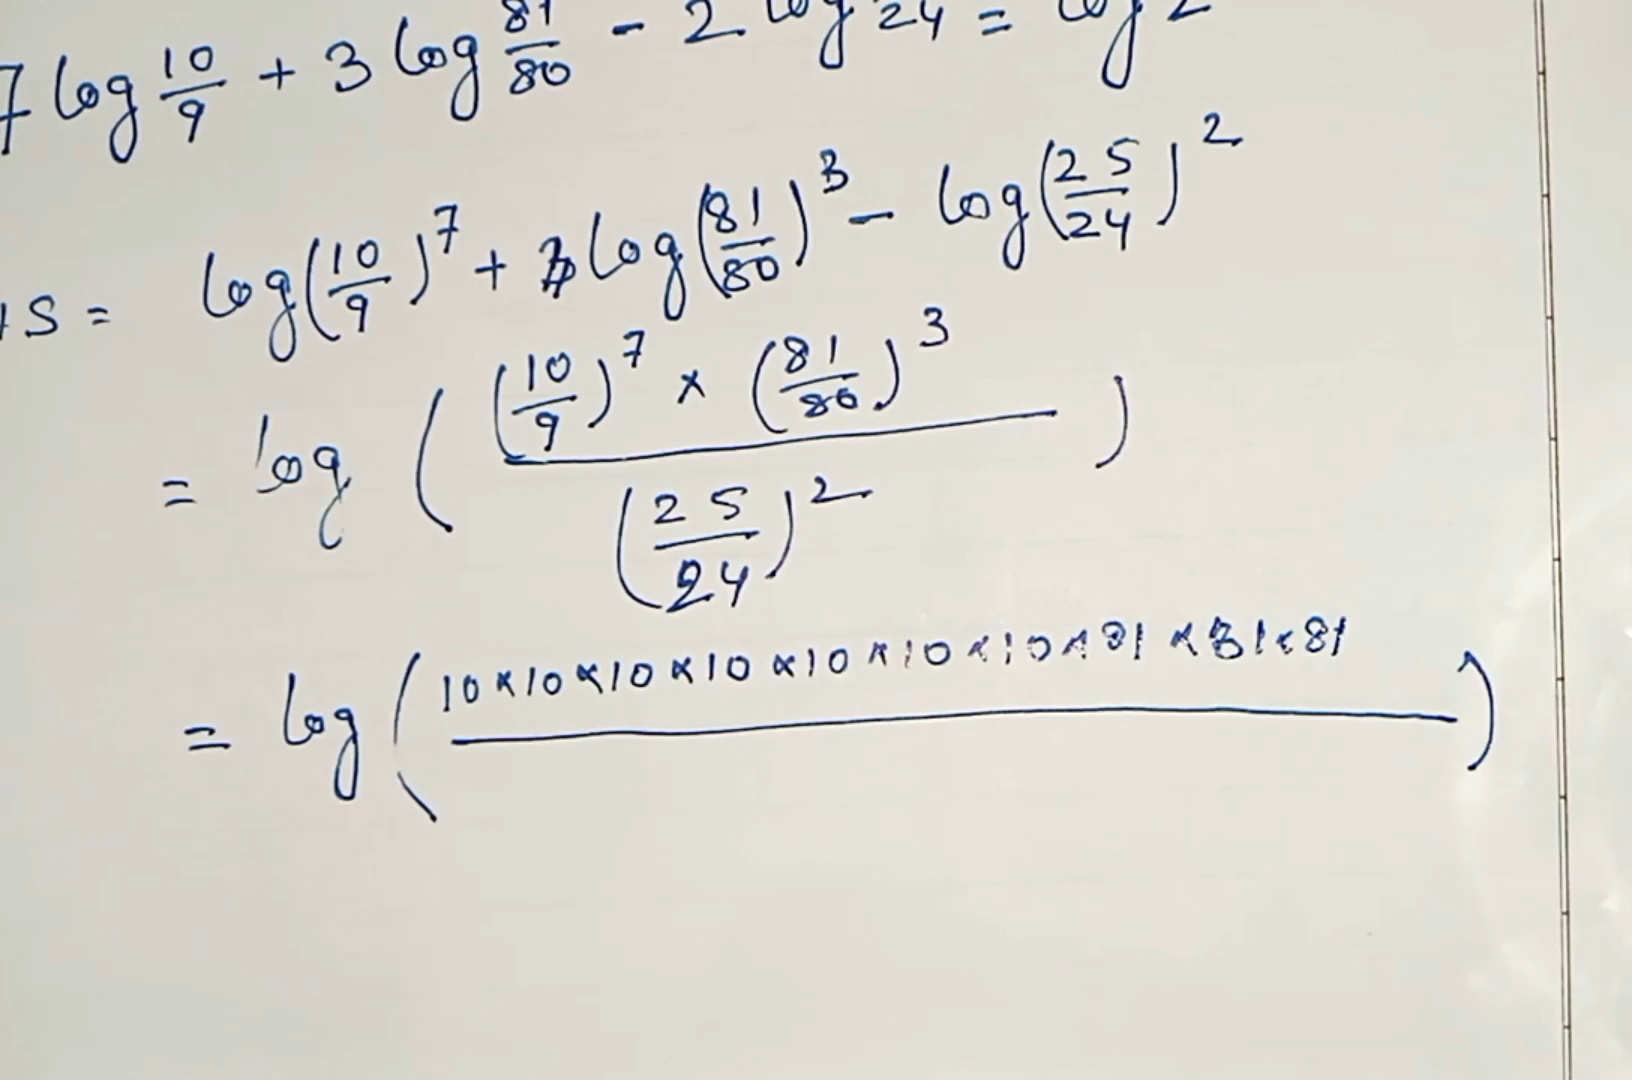 7 log 10/9 + 3 log 81/80 - 2 log 24 = log 2
HS = log(10/9)^7 + log(81/80)^3 - log(25/24)^2
= log ( (10/9)^7 × (81/80)^3 / (25/24)^2 )
= log ( 10×10×10×10×10×10×10×81×81×81 / )